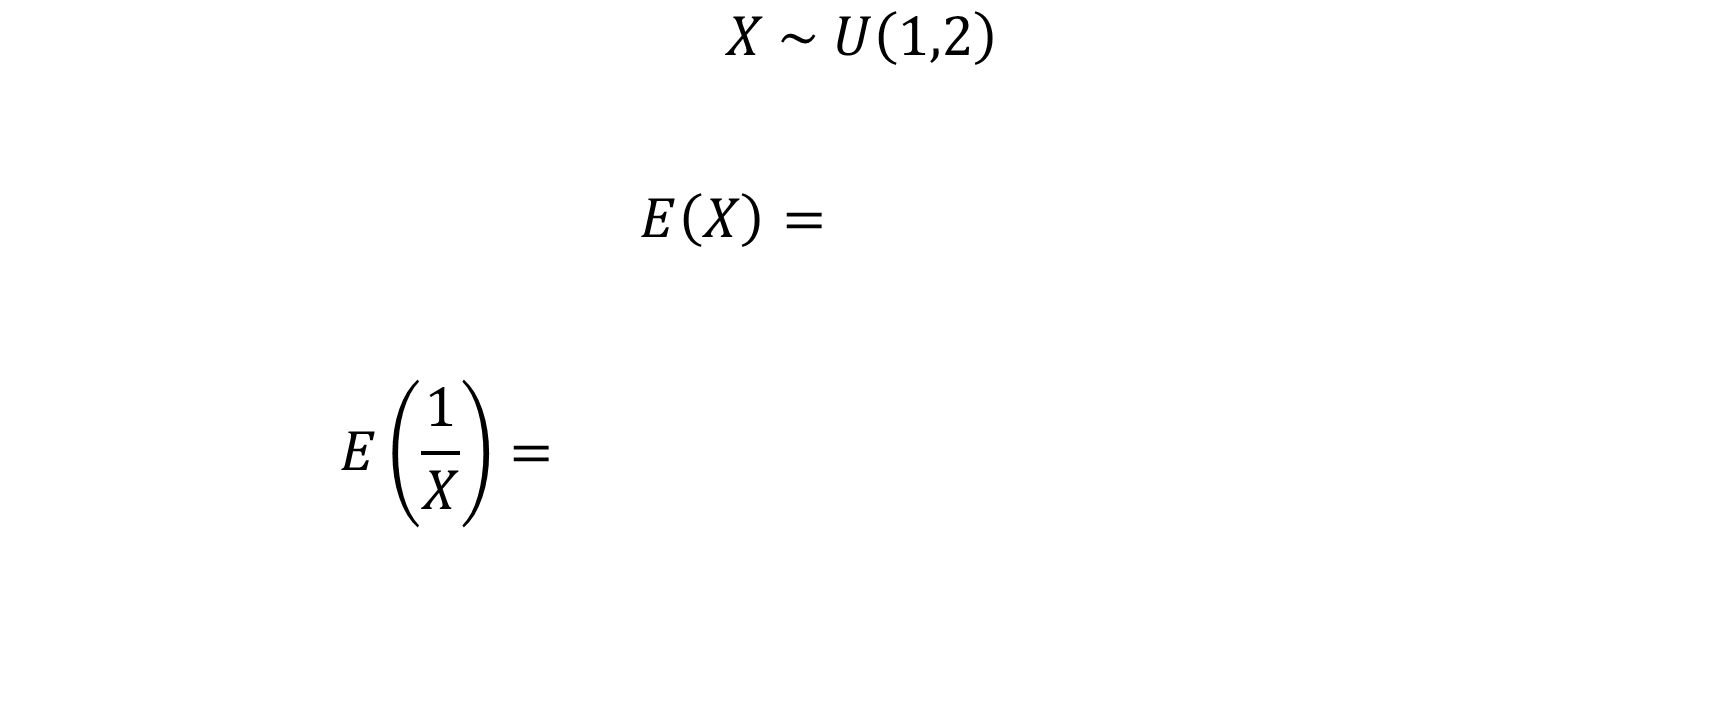 X ~ U(1,2)
E(X) =
E(1/X) =